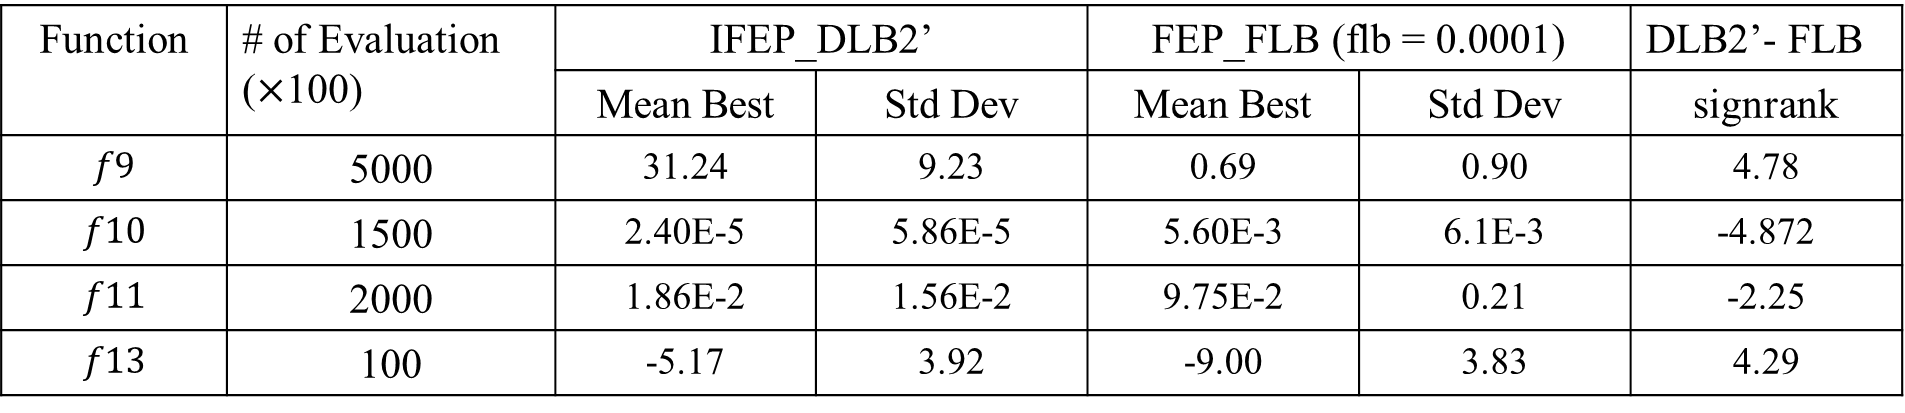 Function # of Evaluation IFEP_DLB2’ FEP_FLB (flb = 0.0001) DLB2’- FLB
(×100) Mean Best Std Dev Mean Best Std Dev signrank
f9 5000 31.24 9.23 0.69 0.90 4.78
f10 1500 2.40E-5 5.86E-5 5.60E-3 6.1E-3 -4.872
f11 2000 1.86E-2 1.56E-2 9.75E-2 0.21 -2.25
f13 100 -5.17 3.92 -9.00 3.83 4.29